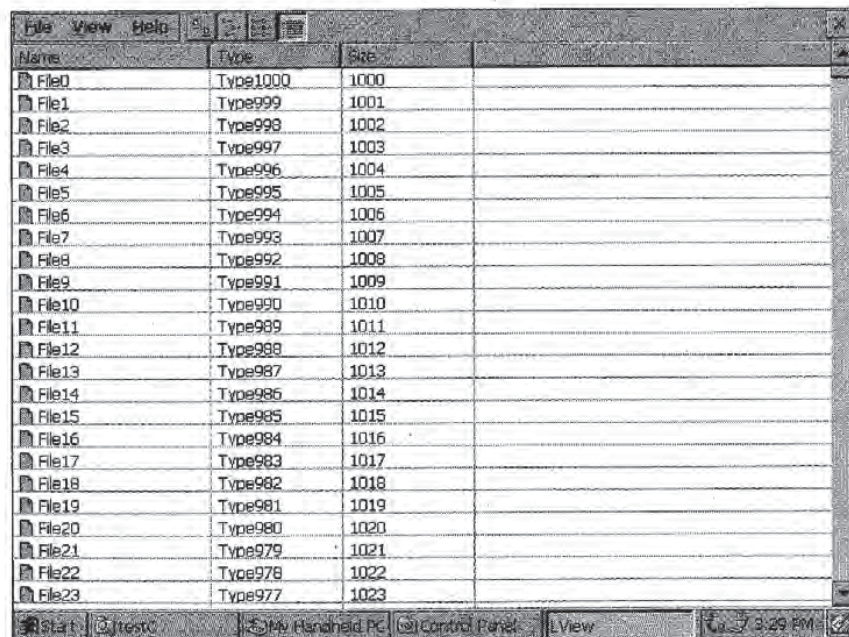 File View Help
Name Type Size
File0 Type1000 1000
File1 Type999 1001
File2 Type998 1002
File3 Type997 1003
File4 Type996 1004
File5 Type995 1005
File6 Type994 1006
File7 Type993 1007
File8 Type992 1008
File9 Type991 1009
File10 Type990 1010
File11 Type989 1011
File12 Type988 1012
File13 Type987 1013
File14 Type986 1014
File15 Type985 1015
File16 Type984 1016
File17 Type983 1017
File18 Type982 1018
File19 Type981 1019
File20 Type980 1020
File21 Type979 1021
File22 Type978 1022
File23 Type977 1023
Start My Handheld PC Control Panel LView 3:29 PM